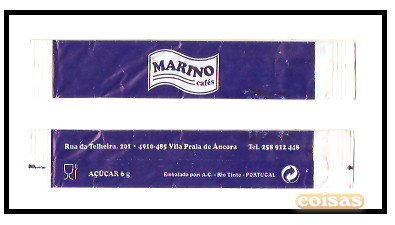 MARINO
cafés
Rua da Telheira, 201 • 4910-485 Vila Praia de Âncora Tel. 258 912 448
AÇÚCAR 6 g Embalado por: A.C. - Rio Tinto - PORTUGAL
coisas